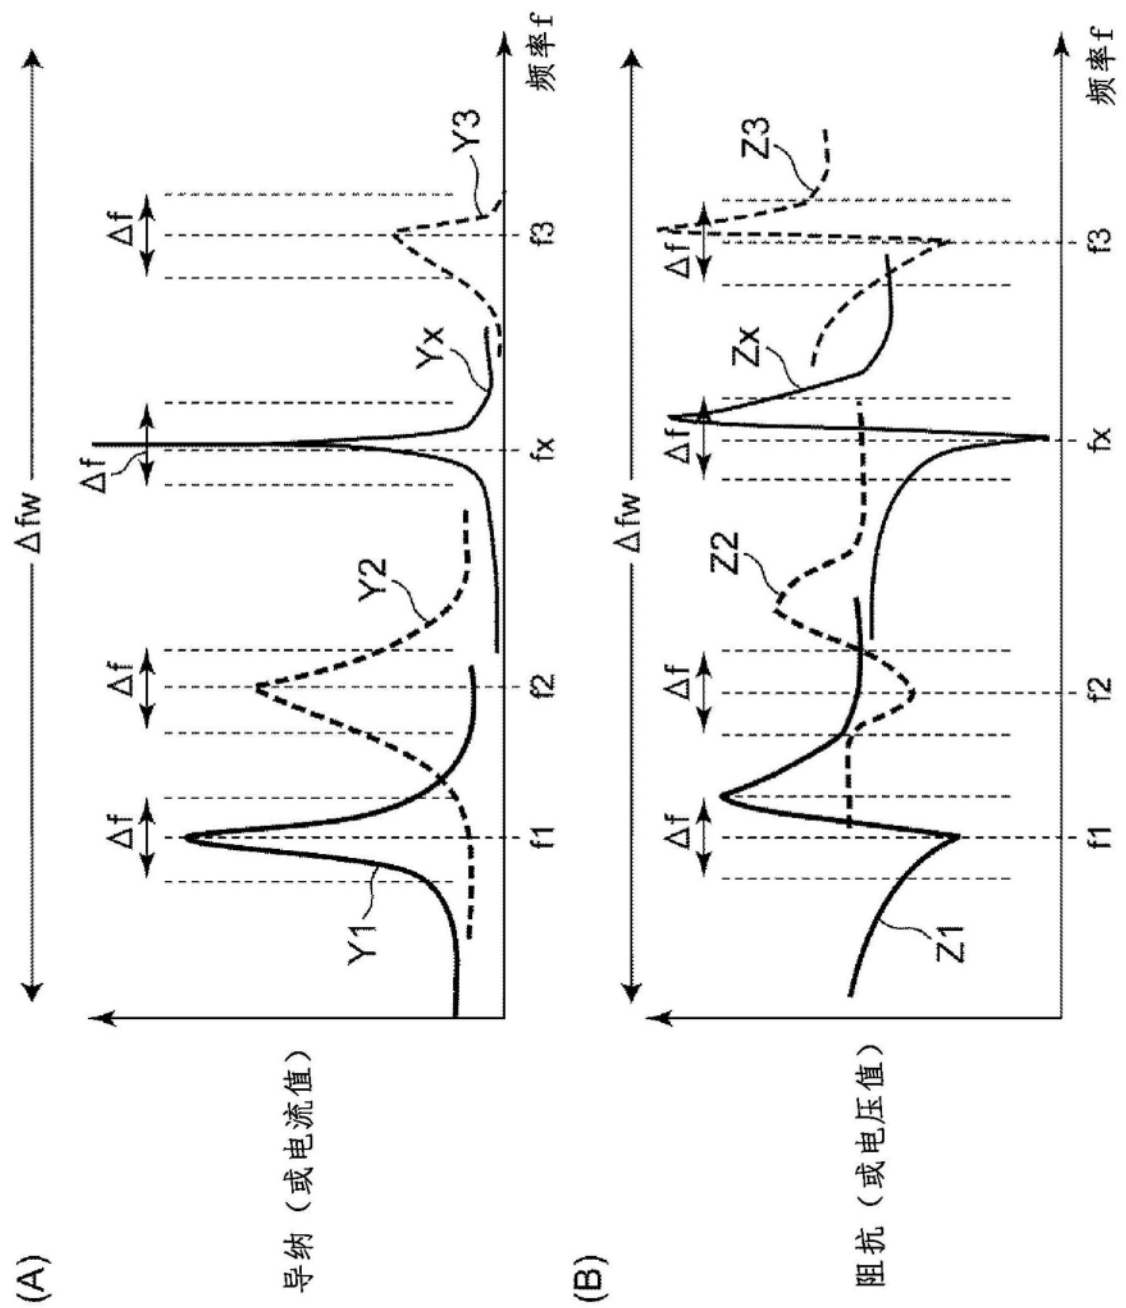 (A)
Δfw
导纳（或电流值）
Δf
Δf
Δf
Δf
Y1
Y2
Yx
Y3
f1
f2
fx
f3
频率f
(B)
Δfw
阻抗（或电压值）
Δf
Δf
Δf
Δf
Z1
Z2
Zx
Z3
f1
f2
fx
f3
频率f